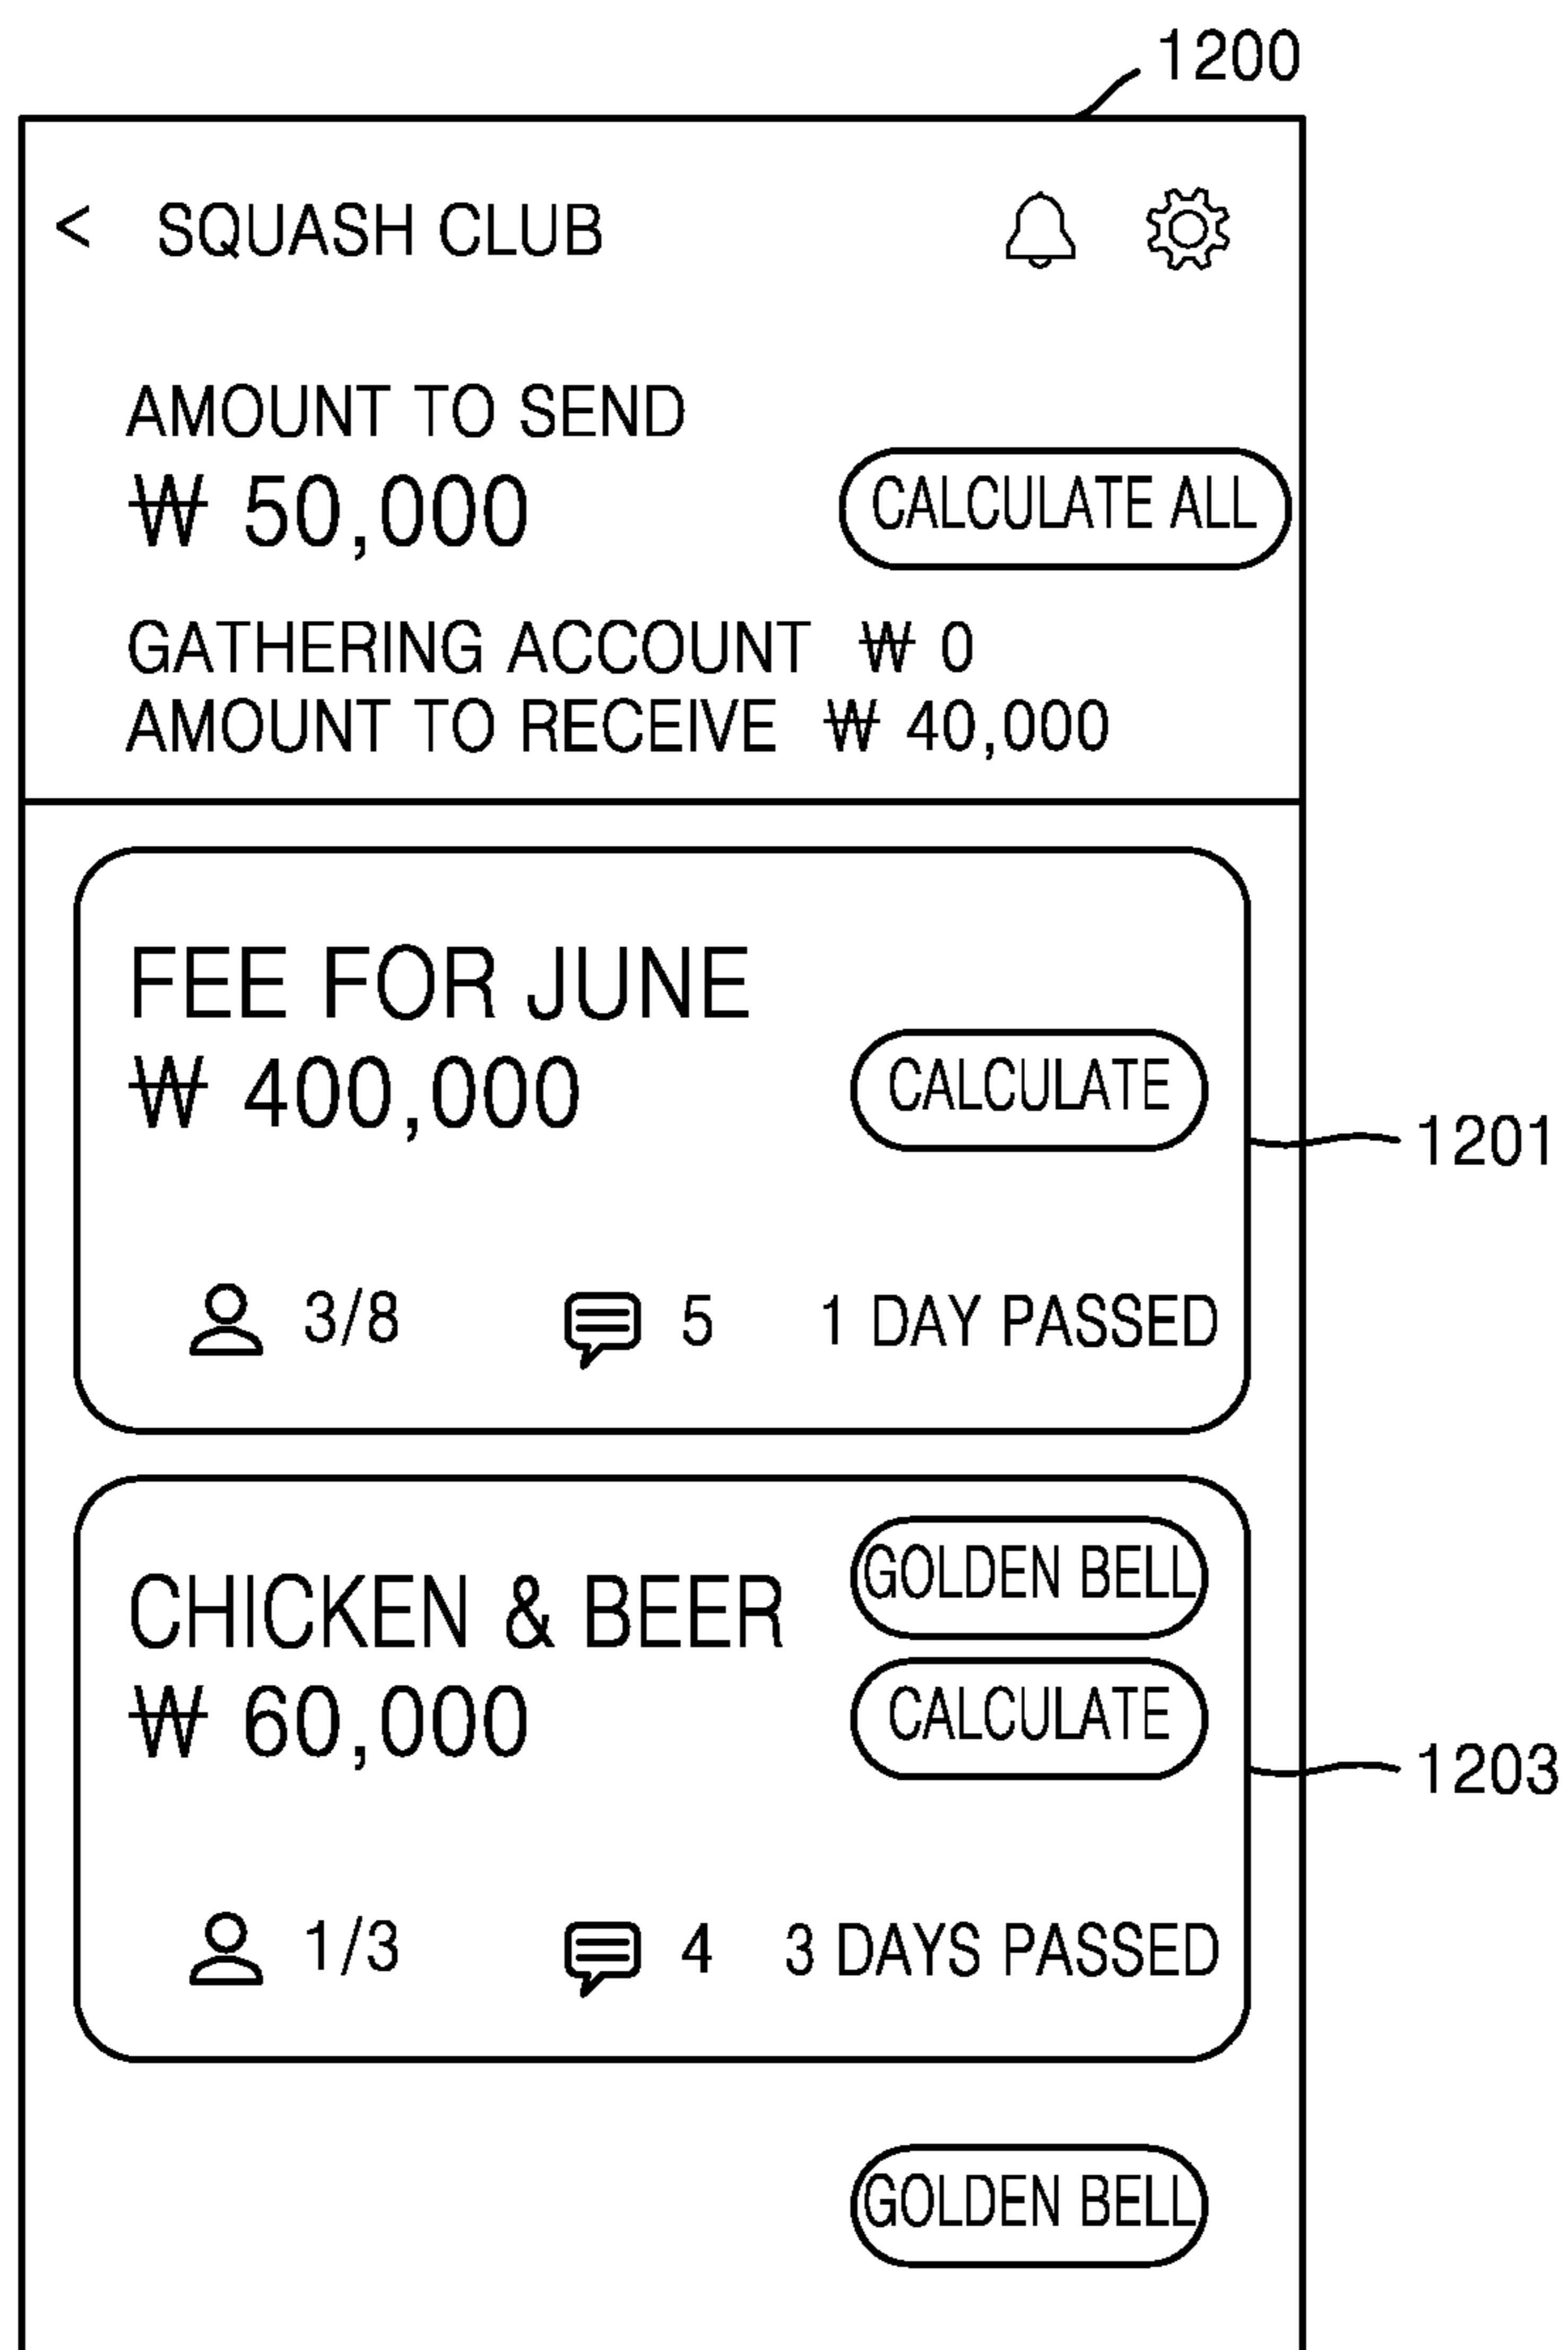 1200
< SQUASH CLUB
AMOUNT TO SEND
₩ 50,000
CALCULATE ALL
GATHERING ACCOUNT ₩ 0
AMOUNT TO RECEIVE ₩ 40,000
FEE FOR JUNE
₩ 400,000
CALCULATE
1201
3/8
5
1 DAY PASSED
GOLDEN BELL
CHICKEN & BEER
₩ 60,000
CALCULATE
1203
1/3
4
3 DAYS PASSED
GOLDEN BELL